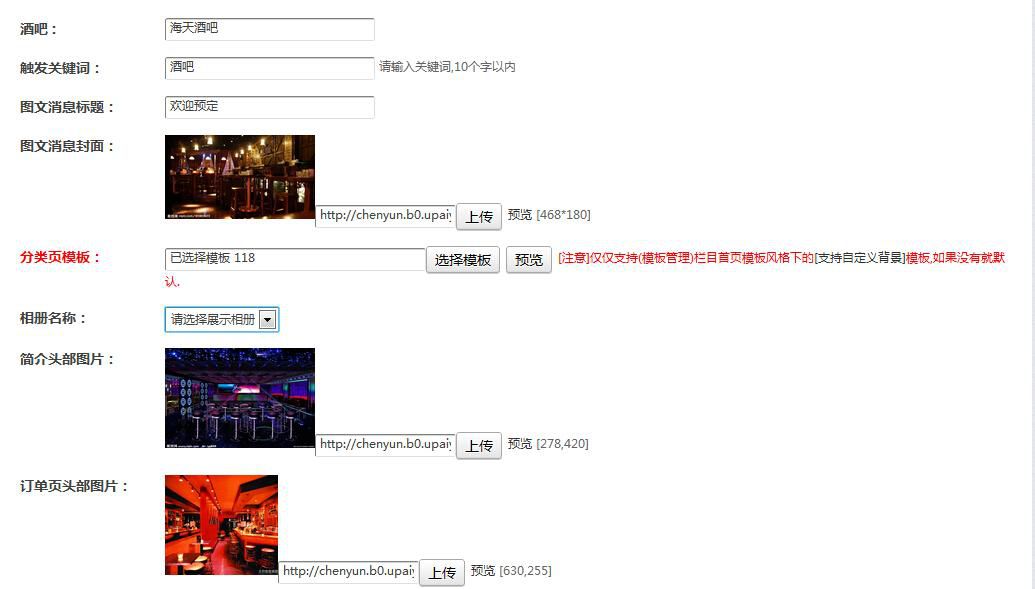 酒吧：
海天酒吧
触发关键词：
酒吧
请输入关键词,10个字以内
图文消息标题：
欢迎预定
图文消息封面：
http://chenyun.b0.upaiy
上传
预览 [468*180]
分类页模板：
已选择模板 118
选择模板
预览
[注意]仅仅支持(模板管理)栏目首页模板风格下的[支持自定义背景]模板,如果没有就默
认.
相册名称：
请选择展示相册
简介头部图片：
http://chenyun.b0.upaiy
上传
预览 [278,420]
订单页头部图片：
http://chenyun.b0.upaiy
上传
预览 [630,255]